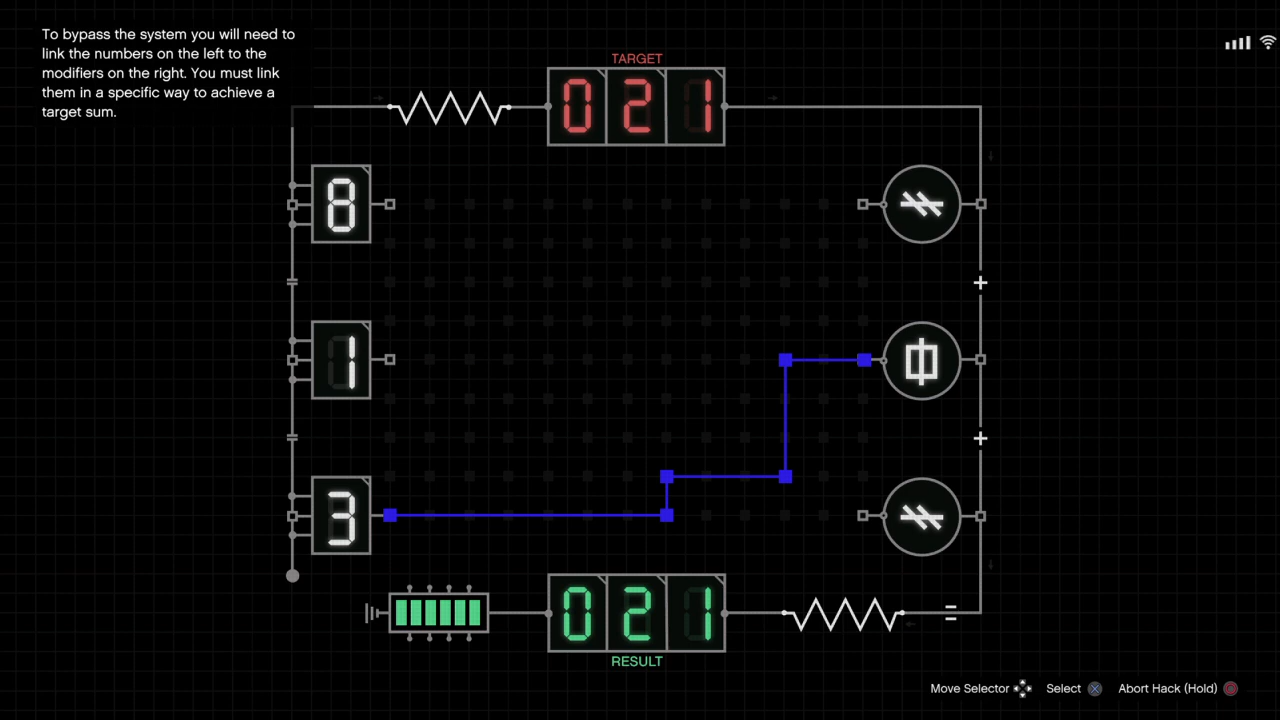 To bypass the system you will need to
link the numbers on the left to the
modifiers on the right. You must link
them in a specific way to achieve a
target sum.
TARGET
021
8
+
1
+
3
=
021
RESULT
Move Selector Select Abort Hack (Hold)